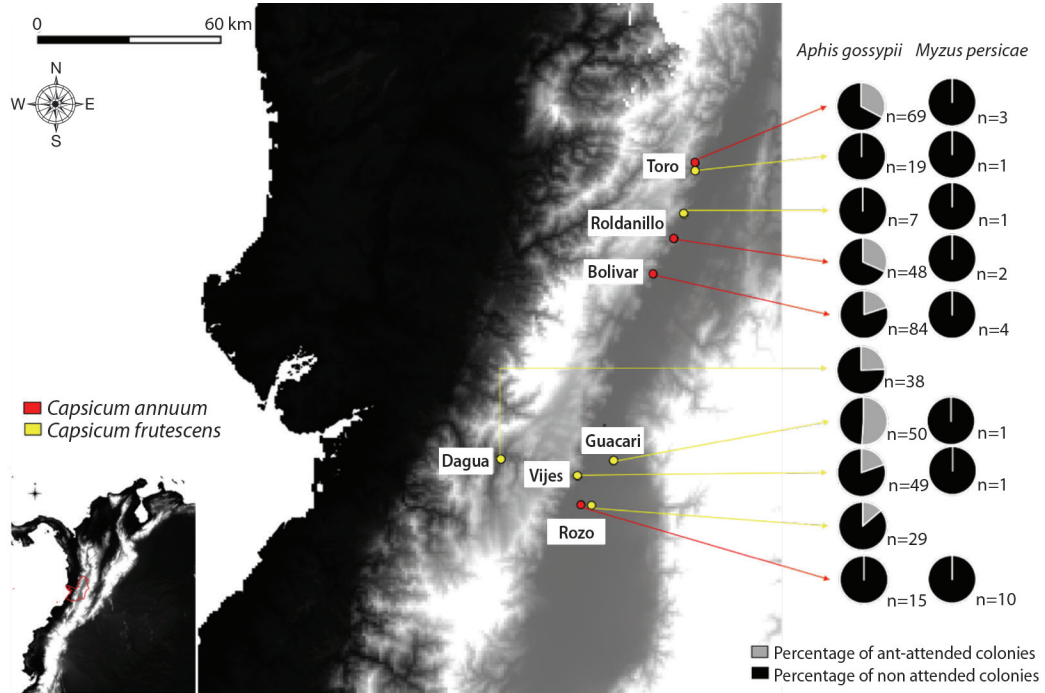 0 60 km
N
W E
S
Aphis gossypii Myzus persicae
n=69 n=3
Toro
n=19 n=1
Roldanillo
n=7 n=1
n=48 n=2
Bolivar
n=84 n=4
n=38
Capsicum annuum
Capsicum frutescens
Guacari
n=50 n=1
Dagua
Vijes
n=49 n=1
Rozo
n=29
n=15 n=10
Percentage of ant-attended colonies
Percentage of non attended colonies